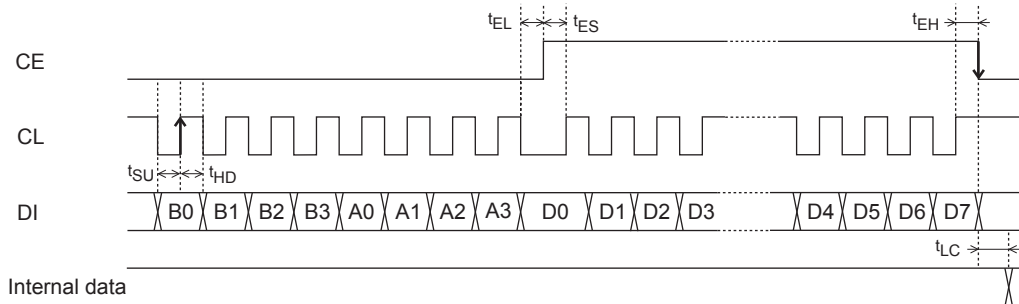 tEL tES tEH
CE
CL
tSU tHD
DI B0 B1 B2 B3 A0 A1 A2 A3 D0 D1 D2 D3 D4 D5 D6 D7
tLC
Internal data